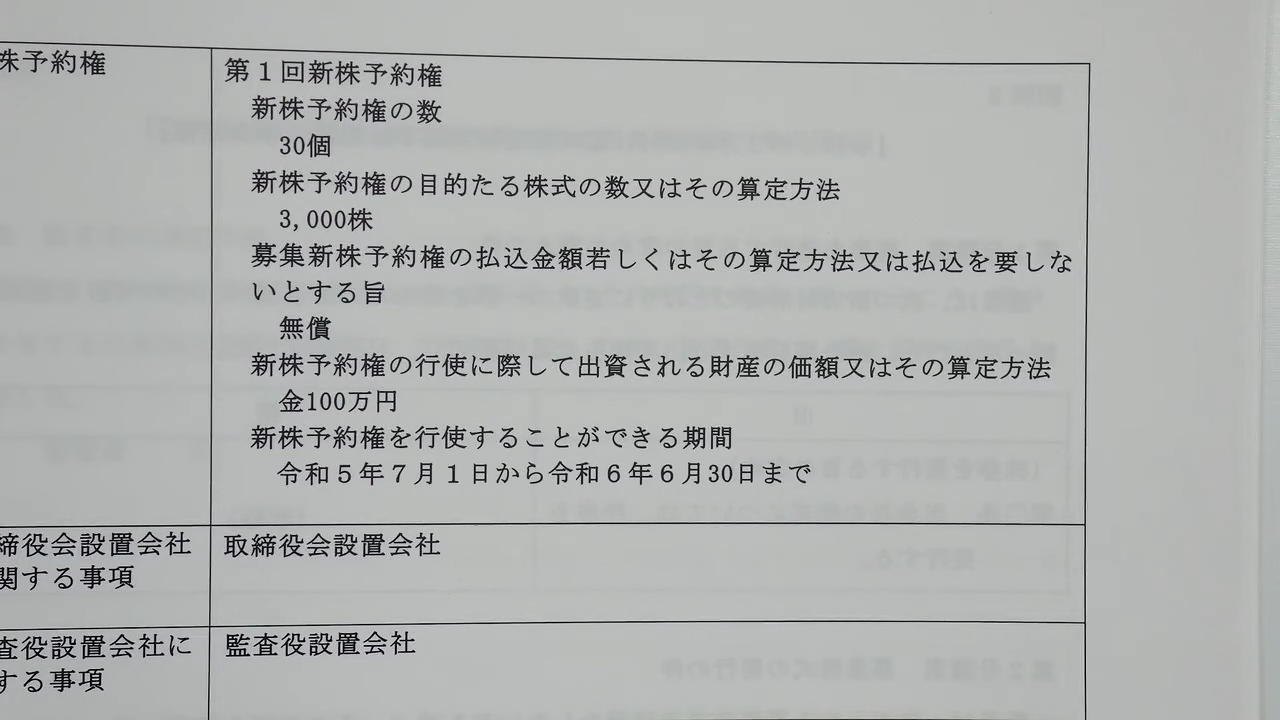 株予約権
第１回新株予約権
新株予約権の数
30個
新株予約権の目的たる株式の数又はその算定方法
3,000株
募集新株予約権の払込金額若しくはその算定方法又は払込を要しな
いとする旨
無償
新株予約権の行使に際して出資される財産の価額又はその算定方法
金100万円
新株予約権を行使することができる期間
令和５年７月１日から令和６年６月30日まで
締役会設置会社
関する事項
取締役会設置会社
査役設置会社に
する事項
監査役設置会社